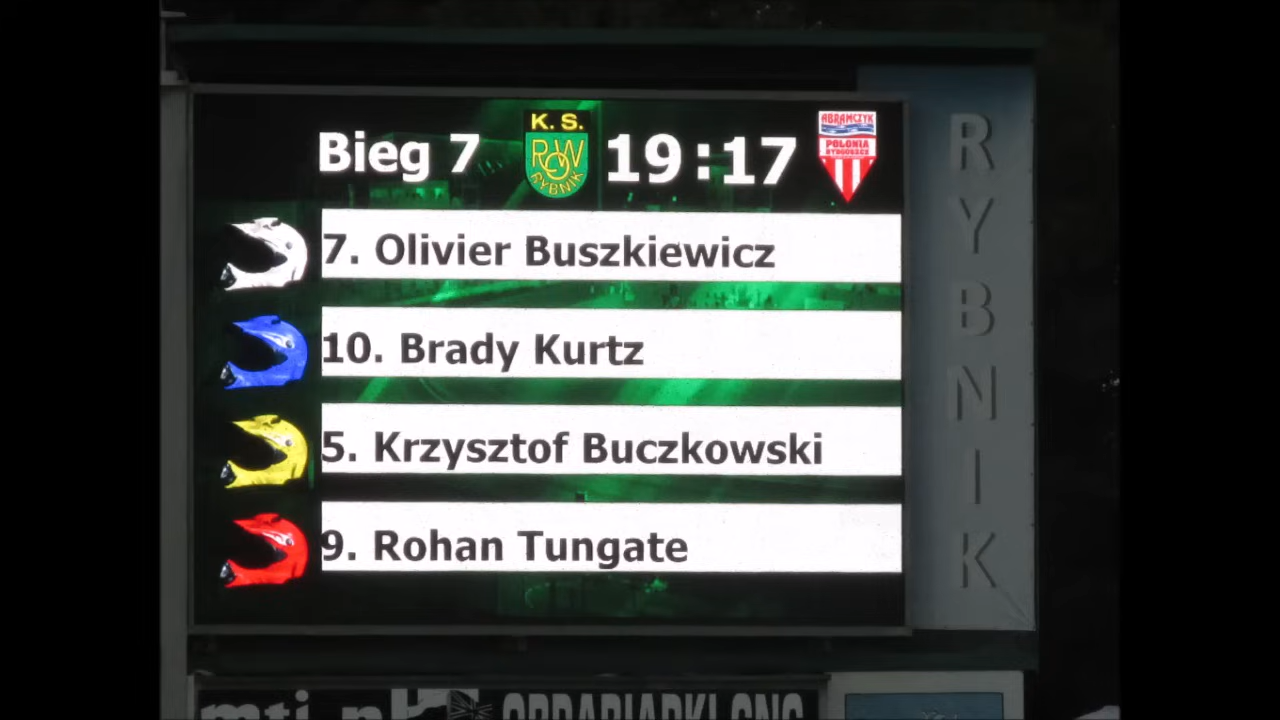 Bieg 7
K. S.
ROW
RYBNIK
19:17
ABRAMCZYK
POLONIA
BYDGOSZCZ
7. Olivier Buszkiewicz
10. Brady Kurtz
5. Krzysztof Buczkowski
9. Rohan Tungate
RYBNIK